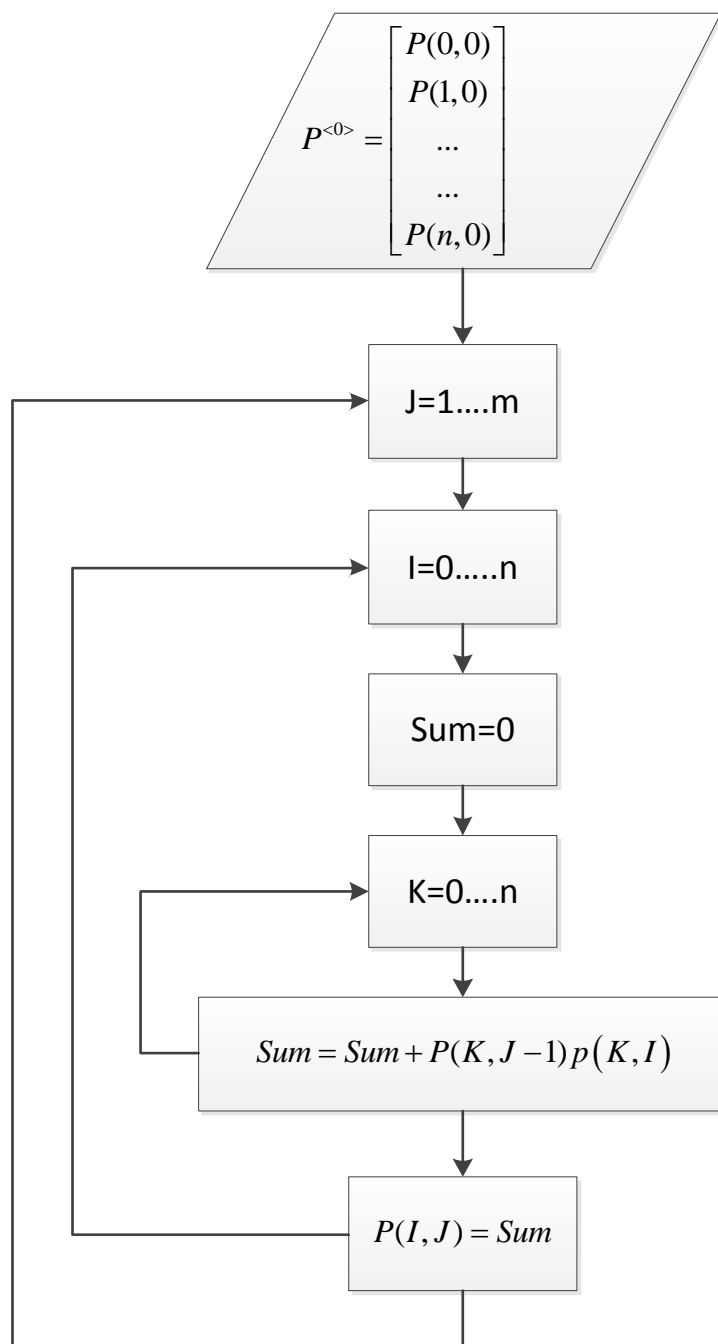 P(0,0)
P(1,0)
P^{<0>} = ...
...
P(n,0)
J=1....m
I=0.....n
Sum=0
K=0....n
Sum = Sum + P(K, J −1) p(K, I)
P(I, J) = Sum